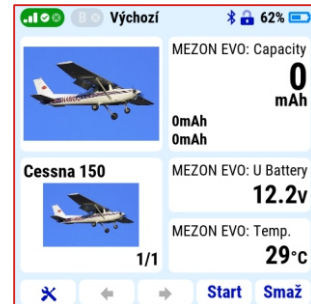 B Výchozí 62%
MEZON EVO: Capacity
0
mAh
0mAh
0mAh
Cessna 150
1/1
MEZON EVO: U Battery
12.2V
MEZON EVO: Temp.
29°C
Start Smaž